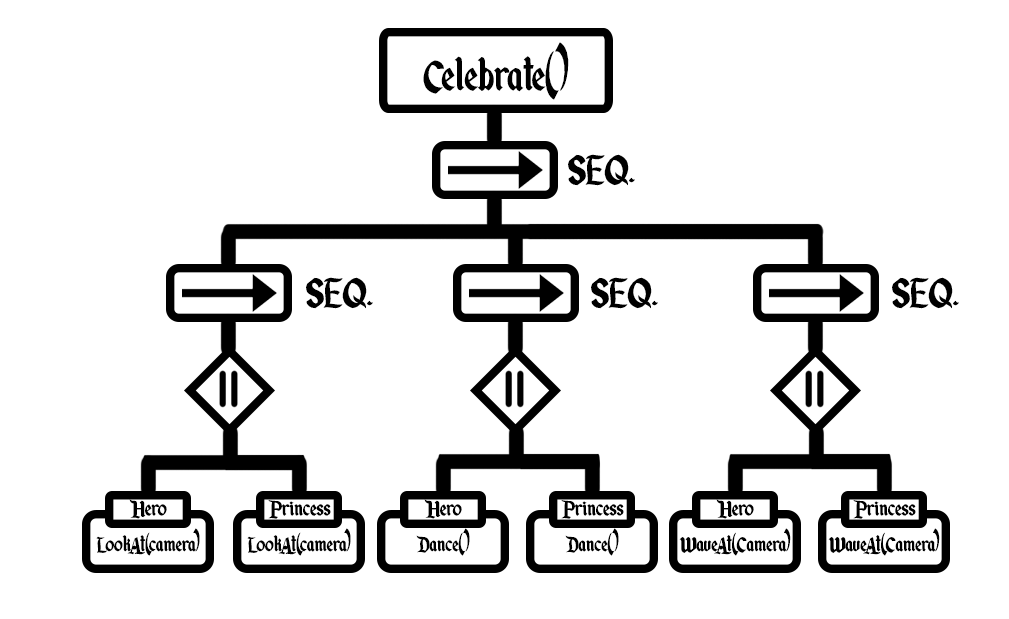 Celebrate()
SEQ.
SEQ.
SEQ.
SEQ.
Hero
LookAt(camera)
Princess
LookAt(camera)
Hero
Dance()
Princess
Dance()
Hero
WaveAt(Camera)
Princess
WaveAt(Camera)